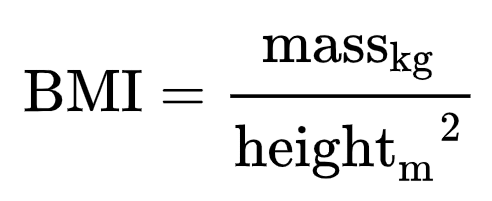 BMI = mass_kg / height_m^2